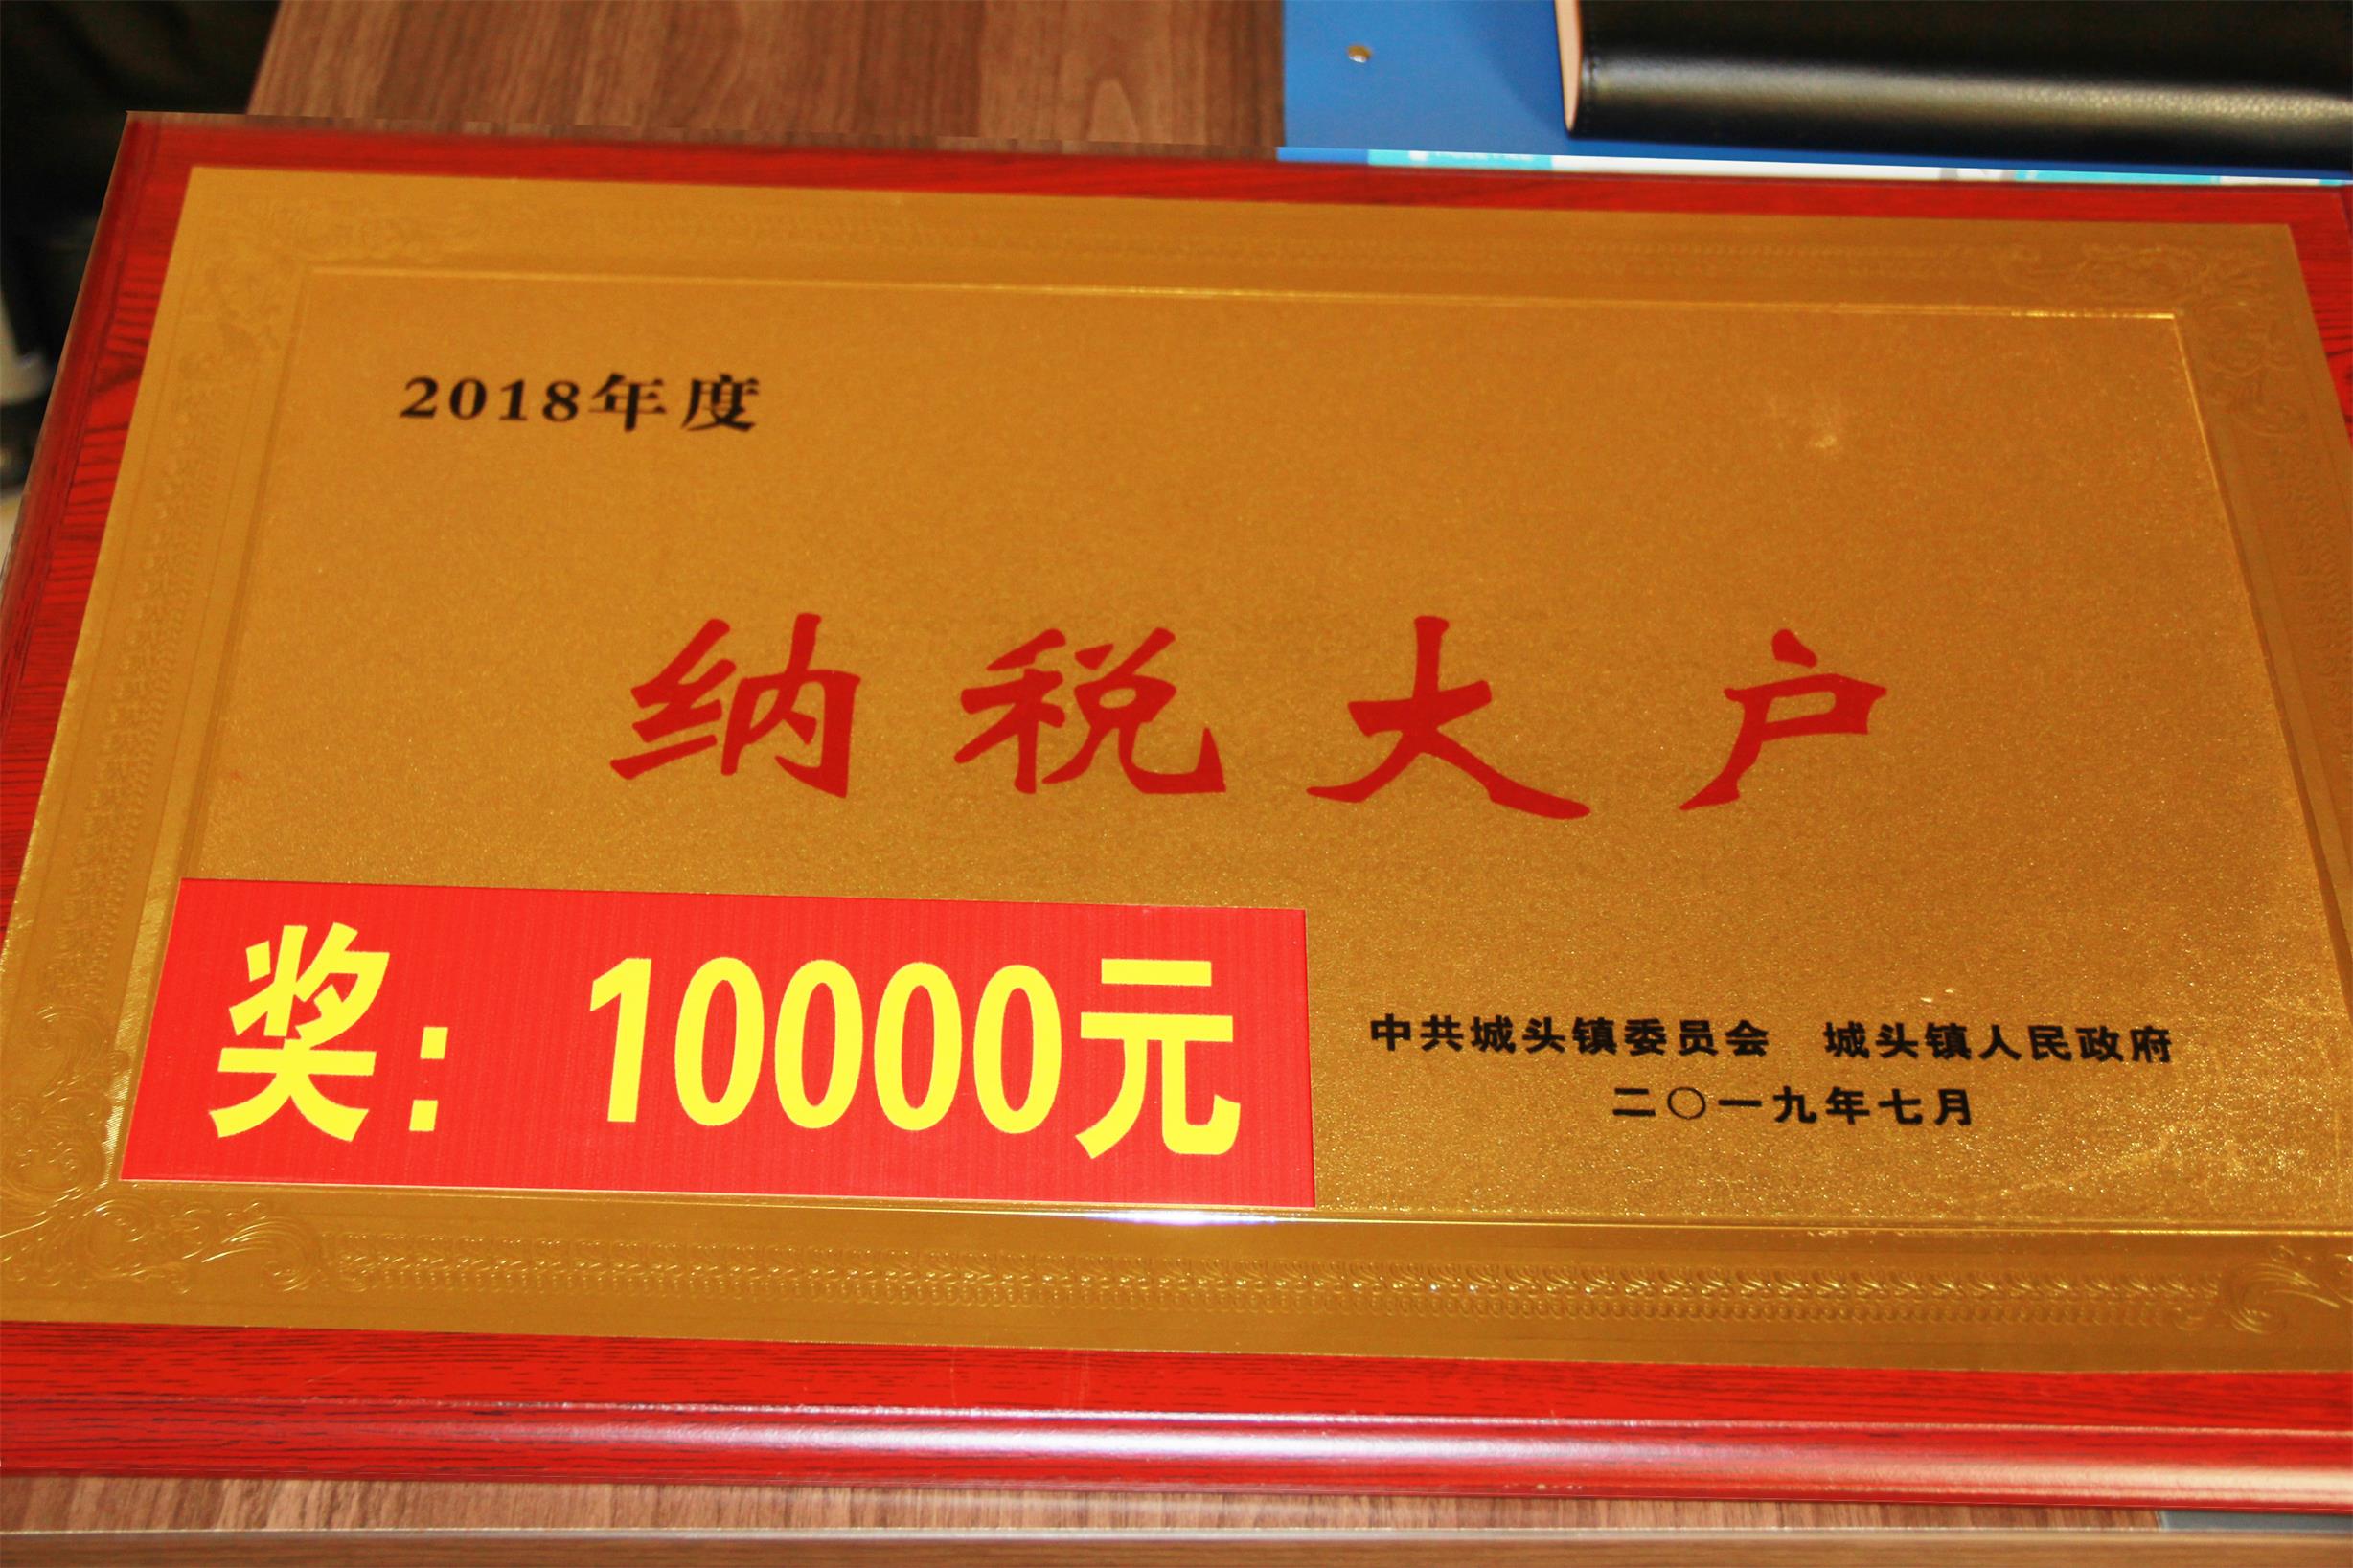 2018年度
纳税大户
奖：10000元
中共城头镇委员会 城头镇人民政府
二〇一九年七月